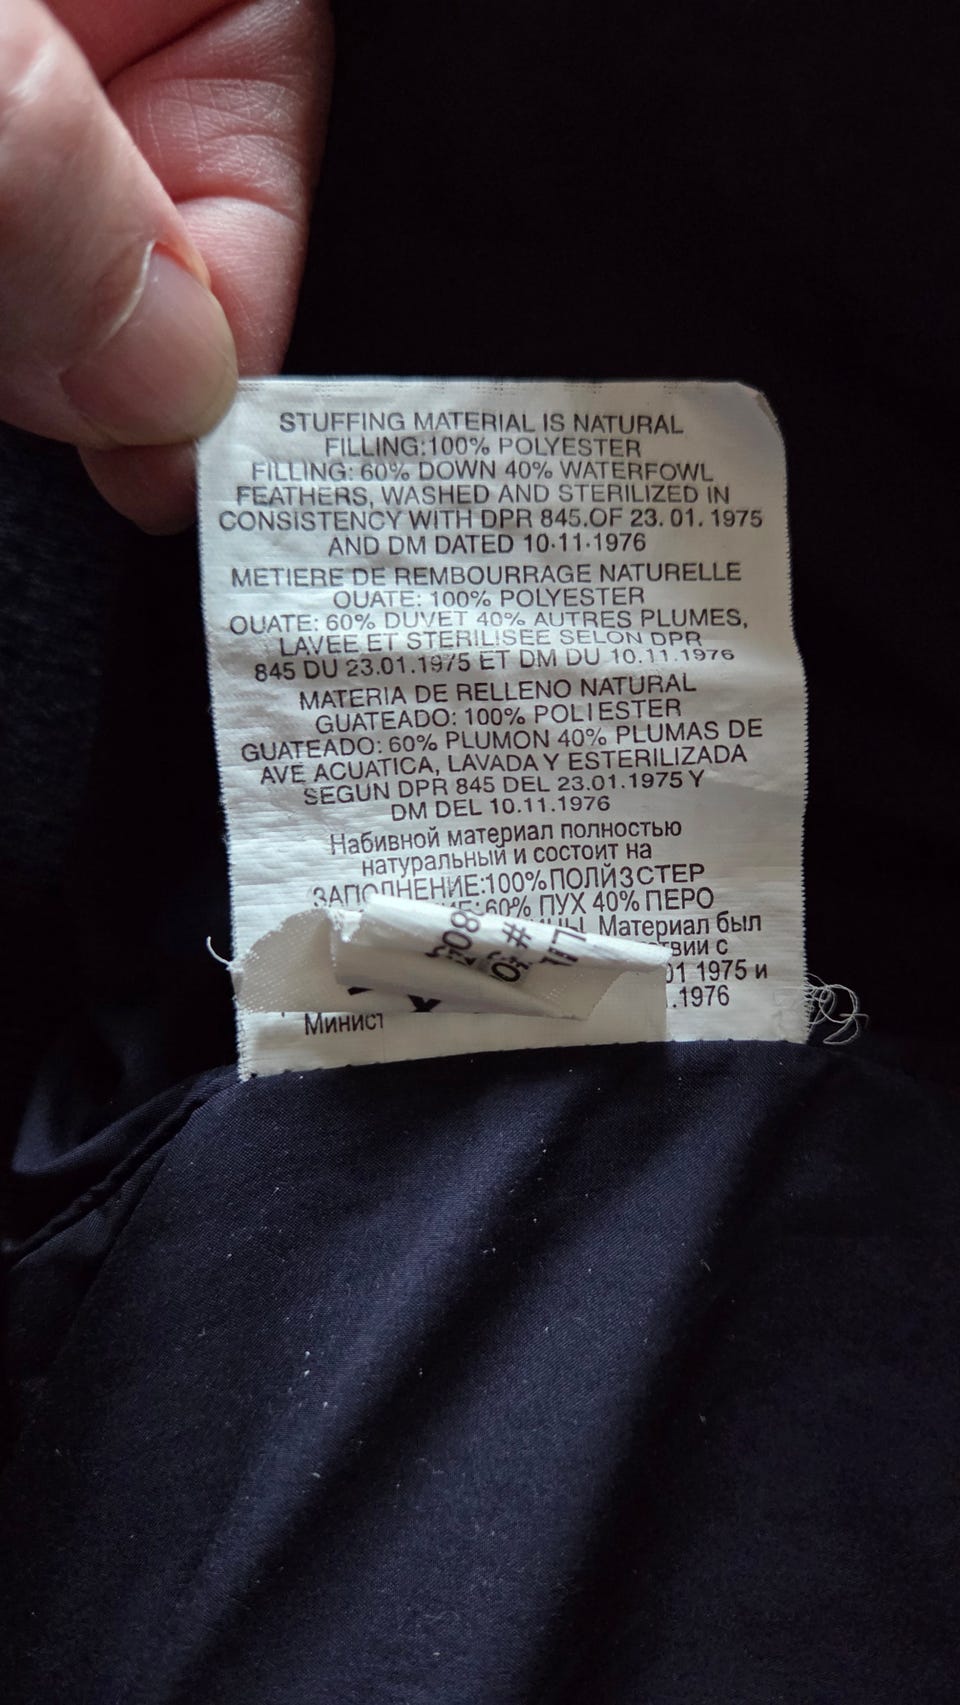 STUFFING MATERIAL IS NATURAL
FILLING:100% POLYESTER
FILLING: 60% DOWN 40% WATERFOWL
FEATHERS, WASHED AND STERILIZED IN
CONSISTENCY WITH DPR 845.OF 23. 01. 1975
AND DM DATED 10·11·1976
METIERE DE REMBOURRAGE NATURELLE
OUATE: 100% POLYESTER
OUATE: 60% DUVET 40% AUTRES PLUMES,
LAVEE ET STERILISEE SELON DPR
845 DU 23.01.1975 ET DM DU 10.11.1976
MATERIA DE RELLENO NATURAL
GUATEADO: 100% POLIESTER
GUATEADO: 60% PLUMON 40% PLUMAS DE
AVE ACUATICA, LAVADA Y ESTERILIZADA
SEGUN DPR 845 DEL 23.01.1975 Y
DM DEL 10.11.1976
Набивной материал полностью
натуральный и состоит на
ЗАПОЛНЕНИЕ:100%ПОЛЙЗСТЕР
60% ПУХ 40% ПЕРО
Материал был
с
01 1975 и
.1976